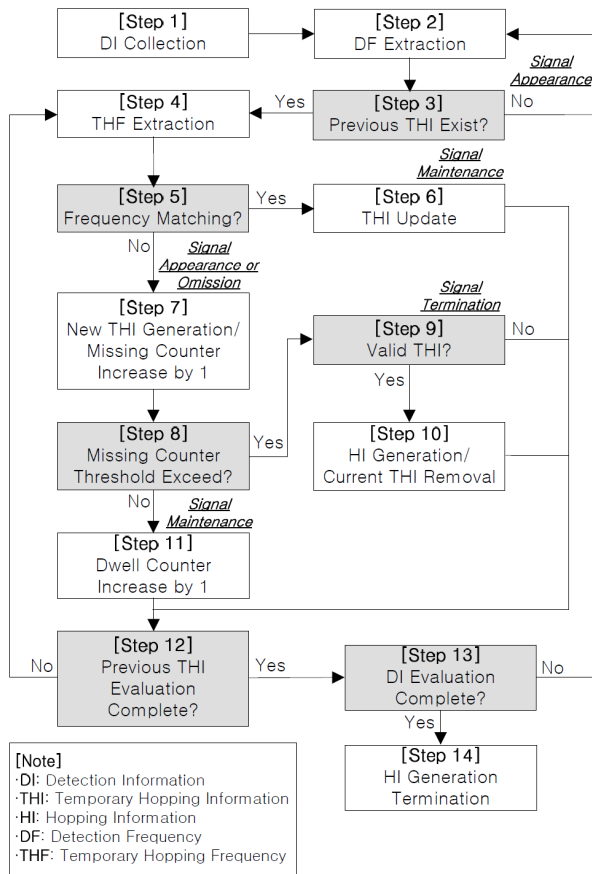 [Step 1]
DI Collection
[Step 2]
DF Extraction
Signal
Appearance
[Step 3]
Previous THI Exist?
Yes
No
[Step 4]
THF Extraction
[Step 5]
Frequency Matching?
Yes
No
Signal
Maintenance
[Step 6]
THI Update
Signal
Appearance or
Omission
[Step 7]
New THI Generation/
Missing Counter
Increase by 1
Signal
Termination
[Step 9]
Valid THI?
No
Yes
[Step 8]
Missing Counter
Threshold Exceed?
Yes
No
[Step 10]
HI Generation/
Current THI Removal
Signal
Maintenance
[Step 11]
Dwell Counter
Increase by 1
[Step 12]
Previous THI
Evaluation
Complete?
No
Yes
[Step 13]
DI Evaluation
Complete?
No
Yes
[Step 14]
HI Generation
Termination
[Note]
·DI: Detection Information
·THI: Temporary Hopping Information
·HI: Hopping Information
·DF: Detection Frequency
·THF: Temporary Hopping Frequency